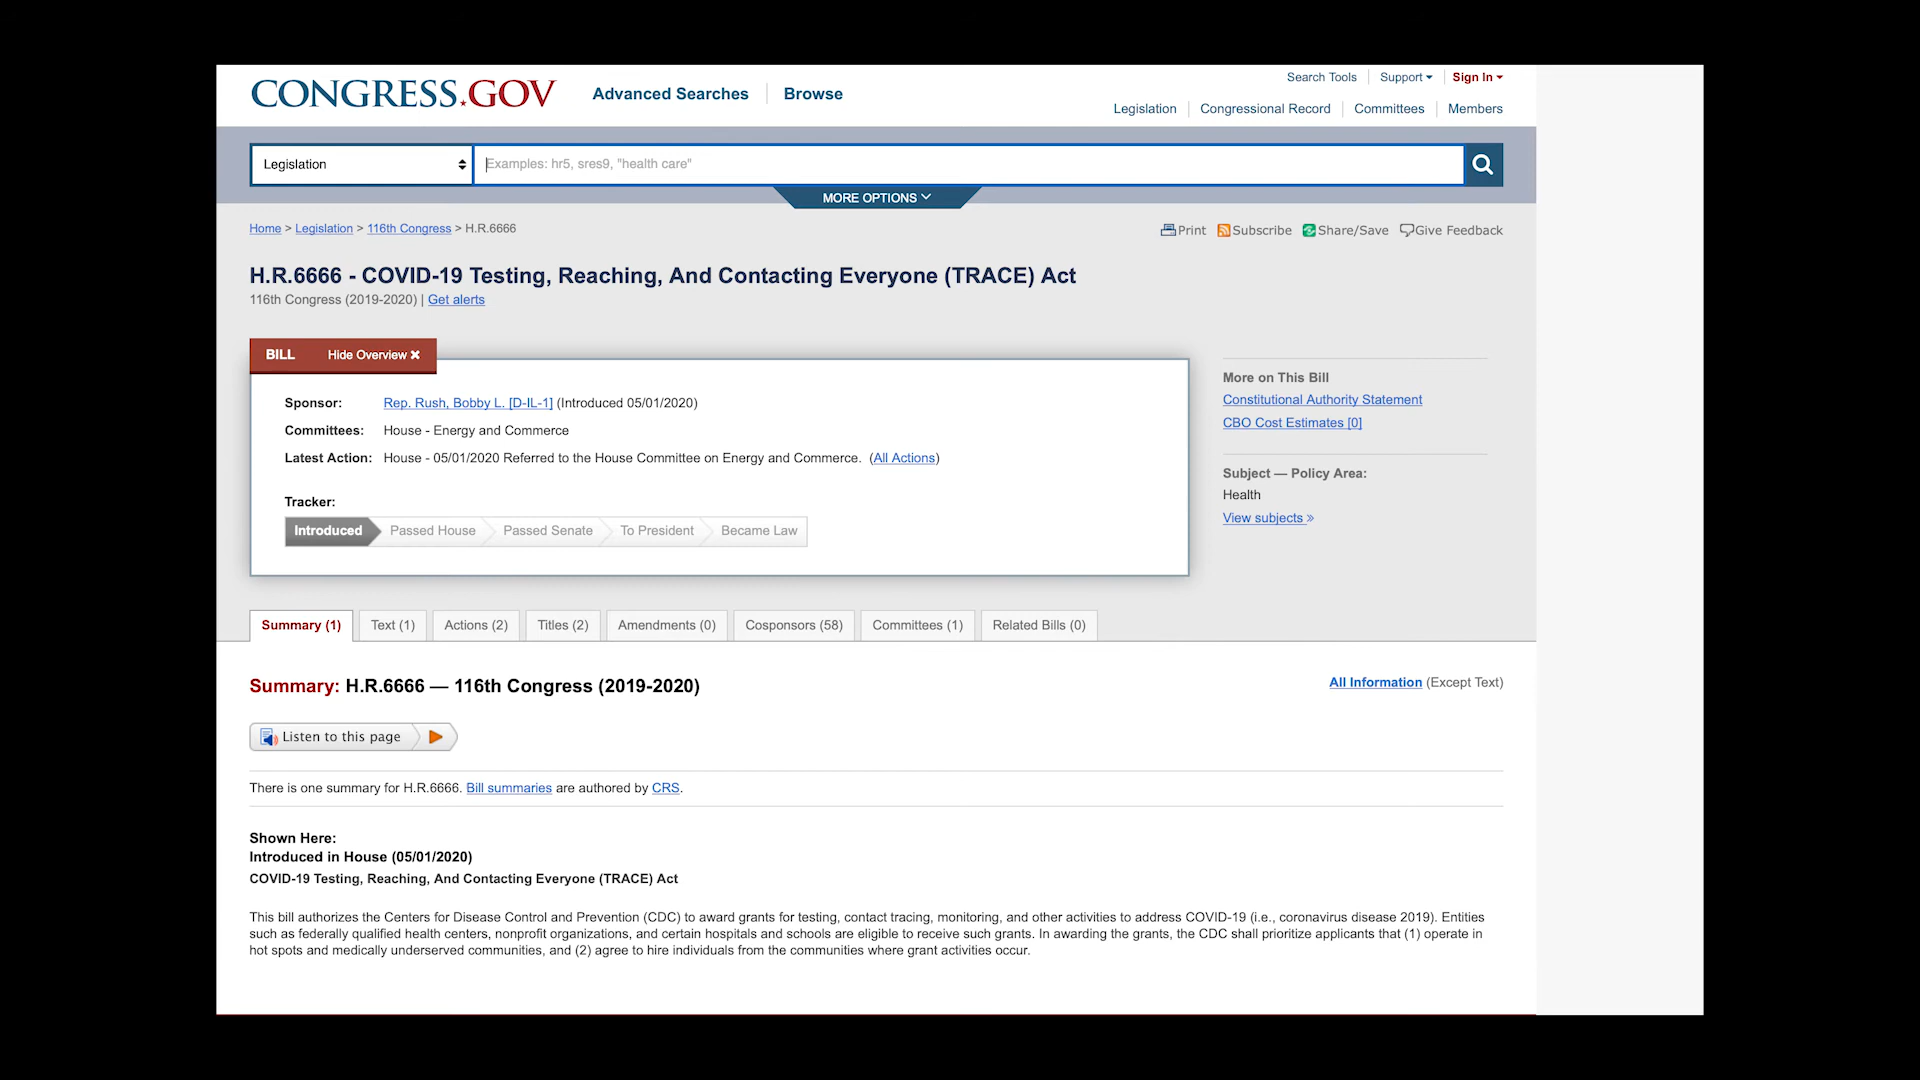 CONGRESS.GOV
Advanced Searches
Browse
Search Tools
Support
Sign In
Legislation
Congressional Record
Committees
Members
Legislation
Examples: hr5, sres9, "health care"
MORE OPTIONS
Home > Legislation > 116th Congress > H.R.6666
Print
Subscribe
Share/Save
Give Feedback
H.R.6666 - COVID-19 Testing, Reaching, And Contacting Everyone (TRACE) Act
116th Congress (2019-2020) | Get alerts
BILL
Hide Overview
Sponsor: Rep. Rush, Bobby L. [D-IL-1] (Introduced 05/01/2020)
Committees: House - Energy and Commerce
Latest Action: House - 05/01/2020 Referred to the House Committee on Energy and Commerce. (All Actions)
Tracker:
Introduced
Passed House
Passed Senate
To President
Became Law
More on This Bill
Constitutional Authority Statement
CBO Cost Estimates [0]
Subject — Policy Area:
Health
View subjects »
Summary (1)
Text (1)
Actions (2)
Titles (2)
Amendments (0)
Cosponsors (58)
Committees (1)
Related Bills (0)
Summary: H.R.6666 — 116th Congress (2019-2020)
All Information (Except Text)
Listen to this page
There is one summary for H.R.6666. Bill summaries are authored by CRS.
Shown Here:
Introduced in House (05/01/2020)
COVID-19 Testing, Reaching, And Contacting Everyone (TRACE) Act
This bill authorizes the Centers for Disease Control and Prevention (CDC) to award grants for testing, contact tracing, monitoring, and other activities to address COVID-19 (i.e., coronavirus disease 2019). Entities
such as federally qualified health centers, nonprofit organizations, and certain hospitals and schools are eligible to receive such grants. In awarding the grants, the CDC shall prioritize applicants that (1) operate in
hot spots and medically underserved communities, and (2) agree to hire individuals from the communities where grant activities occur.